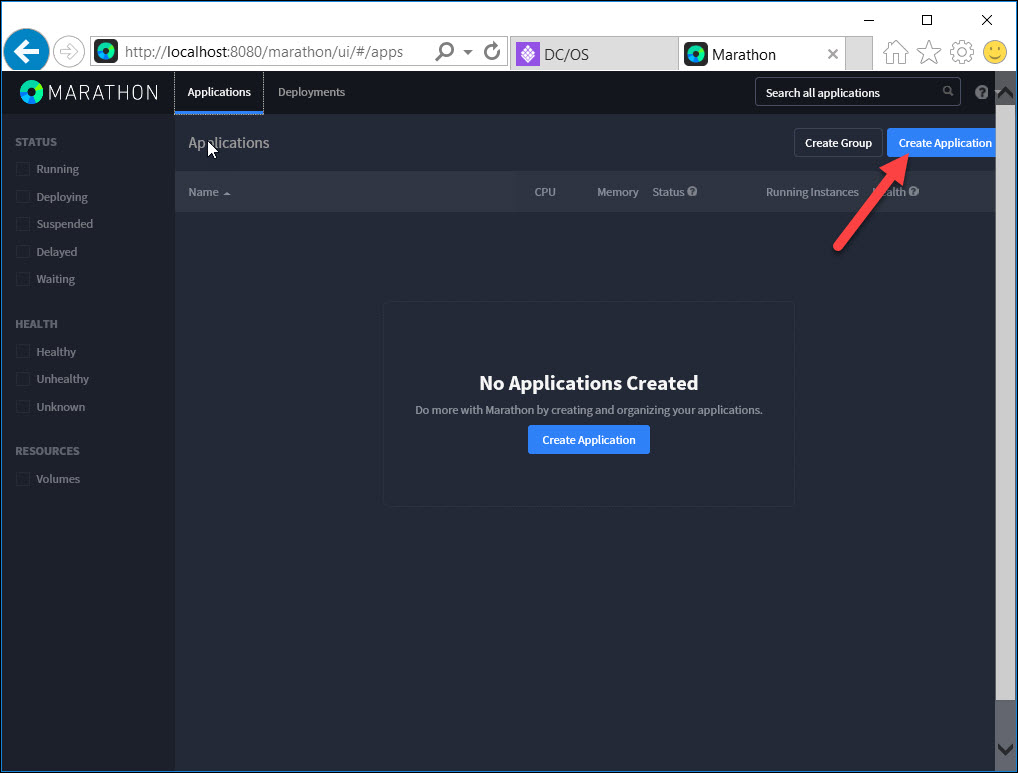 http://localhost:8080/marathon/ui/#/apps
DC/OS
Marathon
MARATHON
Applications
Deployments
Search all applications
STATUS
Running
Deploying
Suspended
Delayed
Waiting
HEALTH
Healthy
Unhealthy
Unknown
RESOURCES
Volumes
Applications
Create Group
Create Application
Name
CPU
Memory
Status
Running Instances
No Applications Created
Do more with Marathon by creating and organizing your applications.
Create Application